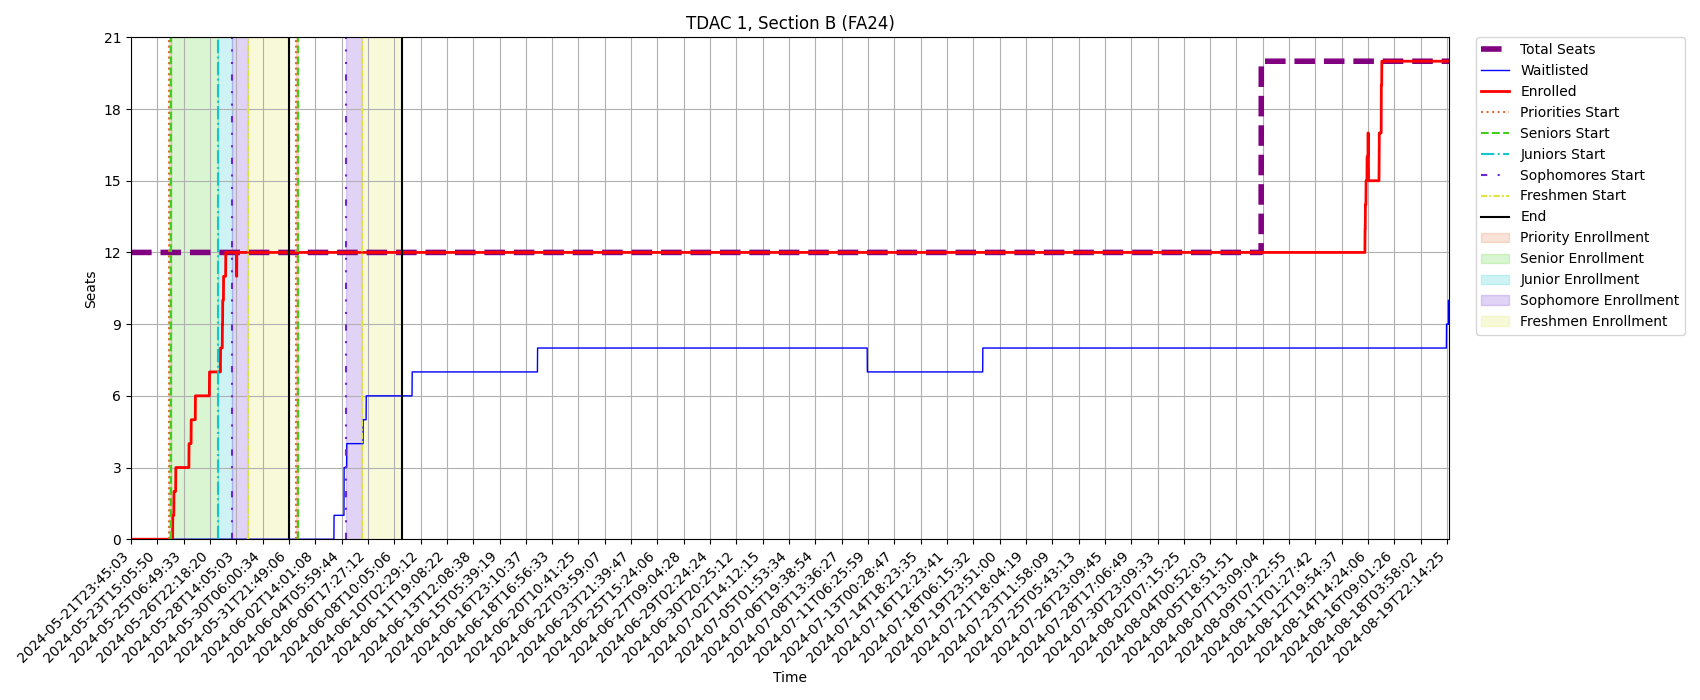 TDAC 1, Section B (FA24)
21
18
15
12
9
6
3
0
Seats
2024-05-21T23:45:03
2024-05-23T15:05:50
2024-05-25T06:49:33
2024-05-26T22:18:20
2024-05-28T14:05:03
2024-05-30T06:00:34
2024-05-31T21:49:06
2024-06-02T14:01:08
2024-06-04T05:59:44
2024-06-06T17:27:12
2024-06-08T10:05:06
2024-06-10T02:29:12
2024-06-11T19:08:22
2024-06-13T12:08:38
2024-06-15T05:39:19
2024-06-16T23:10:37
2024-06-18T16:56:33
2024-06-20T10:41:25
2024-06-22T03:59:07
2024-06-23T21:39:47
2024-06-25T15:24:06
2024-06-27T09:04:28
2024-06-29T02:24:24
2024-06-30T20:25:12
2024-07-02T14:12:15
2024-07-05T01:53:34
2024-07-06T19:38:54
2024-07-08T13:36:27
2024-07-11T06:25:59
2024-07-13T00:28:47
2024-07-14T18:23:35
2024-07-16T12:23:41
2024-07-18T06:15:32
2024-07-19T23:51:00
2024-07-21T18:04:19
2024-07-23T11:58:09
2024-07-25T05:43:13
2024-07-26T23:09:45
2024-07-28T17:06:49
2024-07-30T23:09:33
2024-08-02T07:15:25
2024-08-04T00:52:03
2024-08-05T18:51:51
2024-08-07T13:09:04
2024-08-09T07:22:55
2024-08-11T01:27:42
2024-08-12T19:54:37
2024-08-14T14:24:06
2024-08-16T09:01:26
2024-08-18T03:58:02
2024-08-19T22:14:25
Time
Total Seats
Waitlisted
Enrolled
Priorities Start
Seniors Start
Juniors Start
Sophomores Start
Freshmen Start
End
Priority Enrollment
Senior Enrollment
Junior Enrollment
Sophomore Enrollment
Freshmen Enrollment